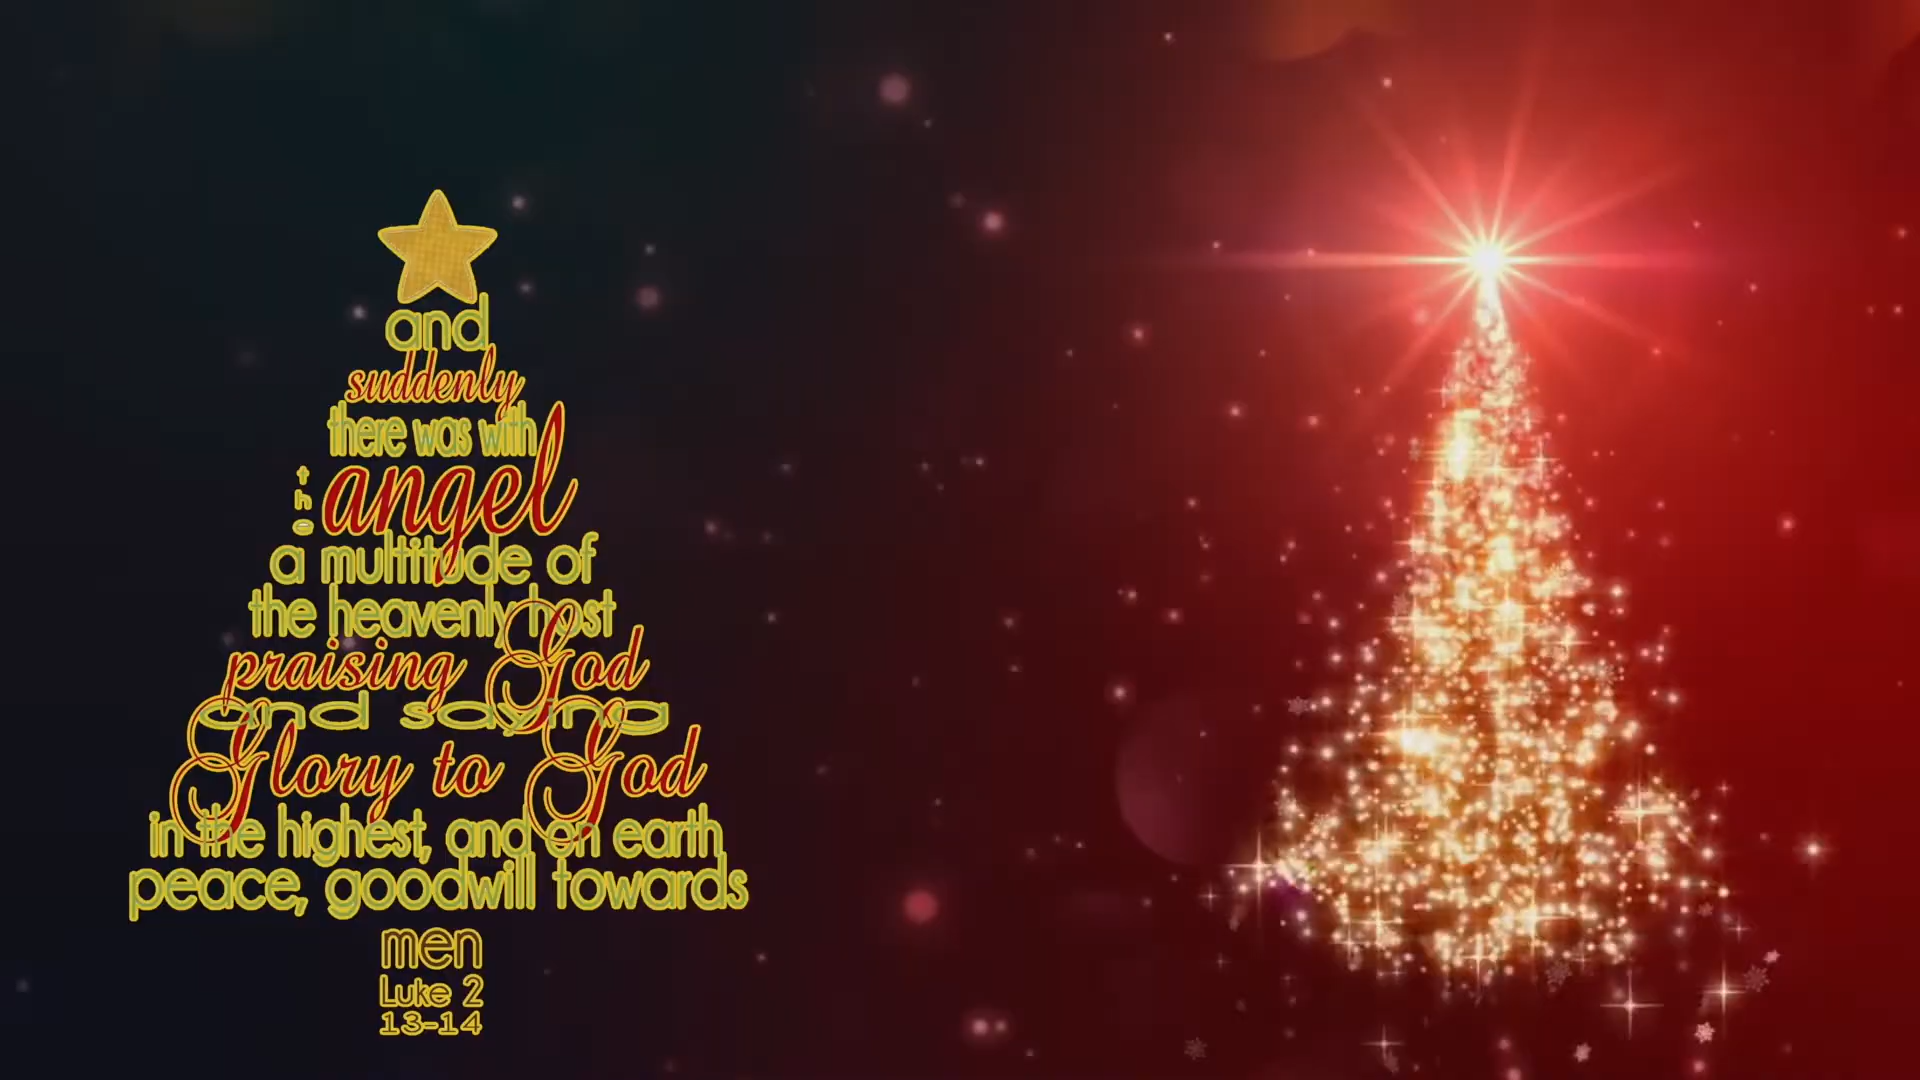 and
suddenly
there was with
the angel
a multitude of
the heavenly host
praising God
and saying
Glory to God
in the highest, and on earth
peace, goodwill towards
men
Luke 2
13-14